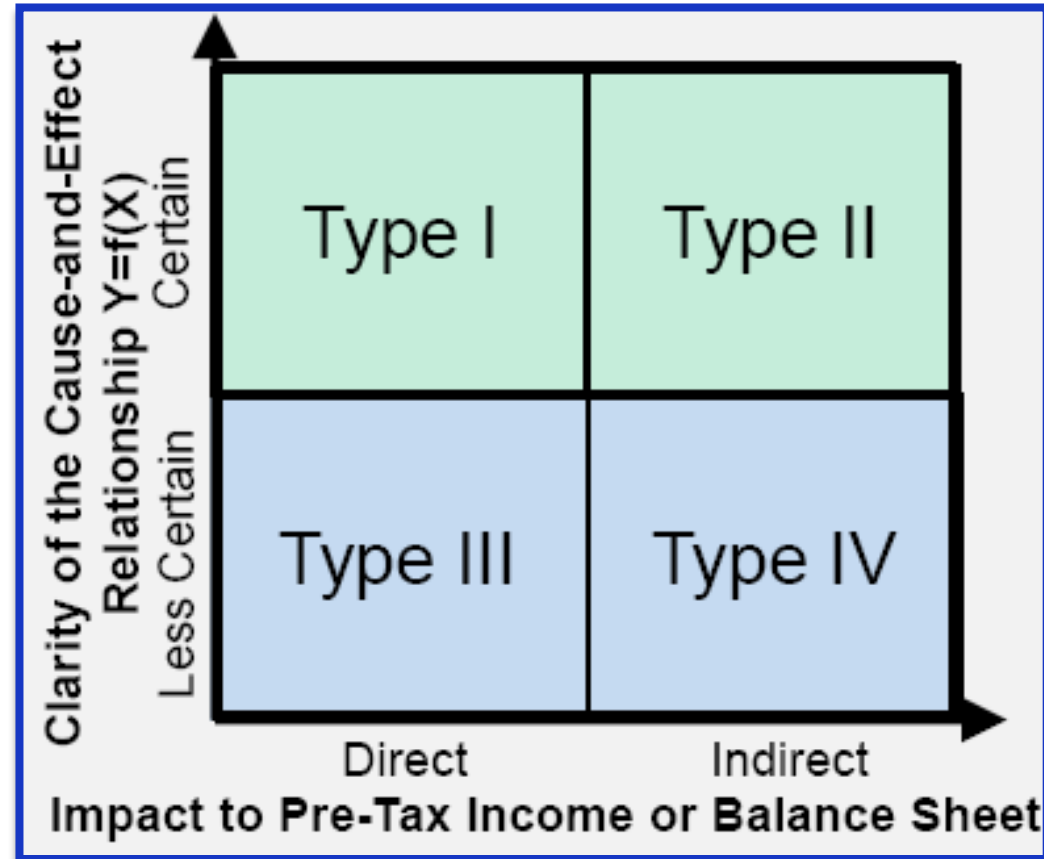 Clarity of the Cause-and-Effect
Relationship Y=f(X)
Certain
Less Certain
Type I
Type II
Type III
Type IV
Direct
Indirect
Impact to Pre-Tax Income or Balance Sheet